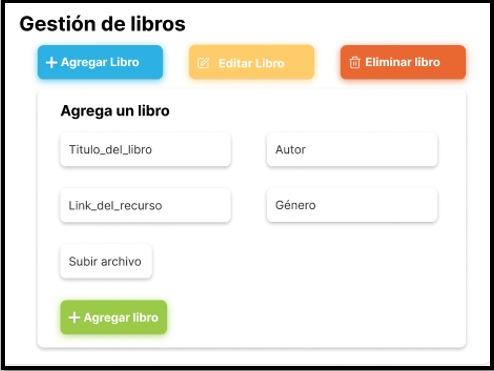 Gestión de libros
Agregar Libro
Editar Libro
Eliminar libro
Agrega un libro
Titulo_del_libro
Autor
Link_del_recurso
Género
Subir archivo
Agregar libro